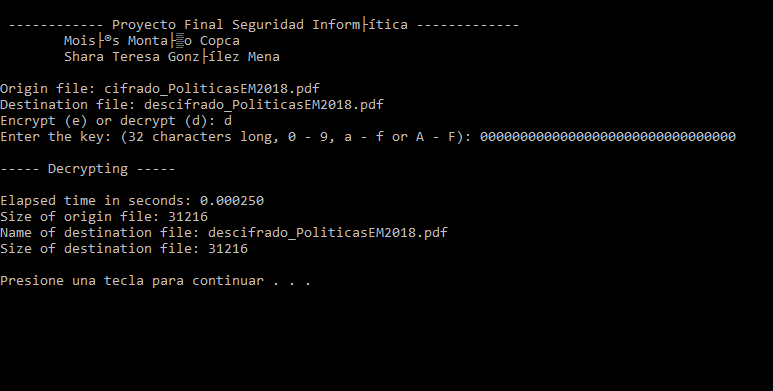 ------------ Proyecto Final Seguridad Inform├ítica -------------
Mois├®s Monta├▒o Copca
Shara Teresa Gonz├ílez Mena
Origin file: cifrado_PoliticasEM2018.pdf
Destination file: descifrado_PoliticasEM2018.pdf
Encrypt (e) or decrypt (d): d
Enter the key: (32 characters long, 0 - 9, a - f or A - F): 00000000000000000000000000000000
----- Decrypting -----
Elapsed time in seconds: 0.000250
Size of origin file: 31216
Name of destination file: descifrado_PoliticasEM2018.pdf
Size of destination file: 31216
Presione una tecla para continuar . . .